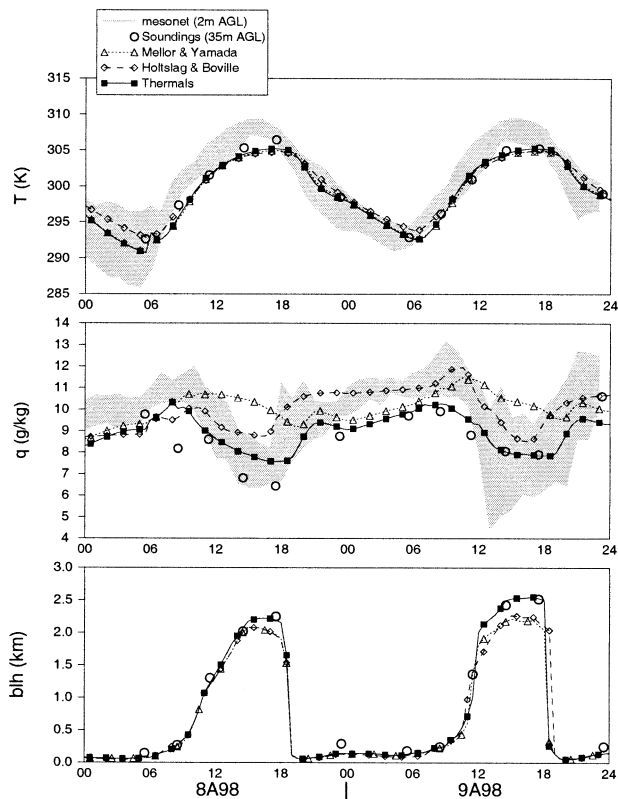 mesonet (2m AGL)
Soundings (35m AGL)
Mellor & Yamada
Holtslag & Boville
Thermals
315
310
305
300
295
290
285
T (K)
00 06 12 18 00 06 12 18 24
14
13
12
11
10
9
8
7
6
5
4
q (g/kg)
00 06 12 18 00 06 12 18 24
3.0
2.5
2.0
1.5
1.0
0.5
0.0
blh (km)
00 06 12 18 00 06 12 18 24
8A98 | 9A98